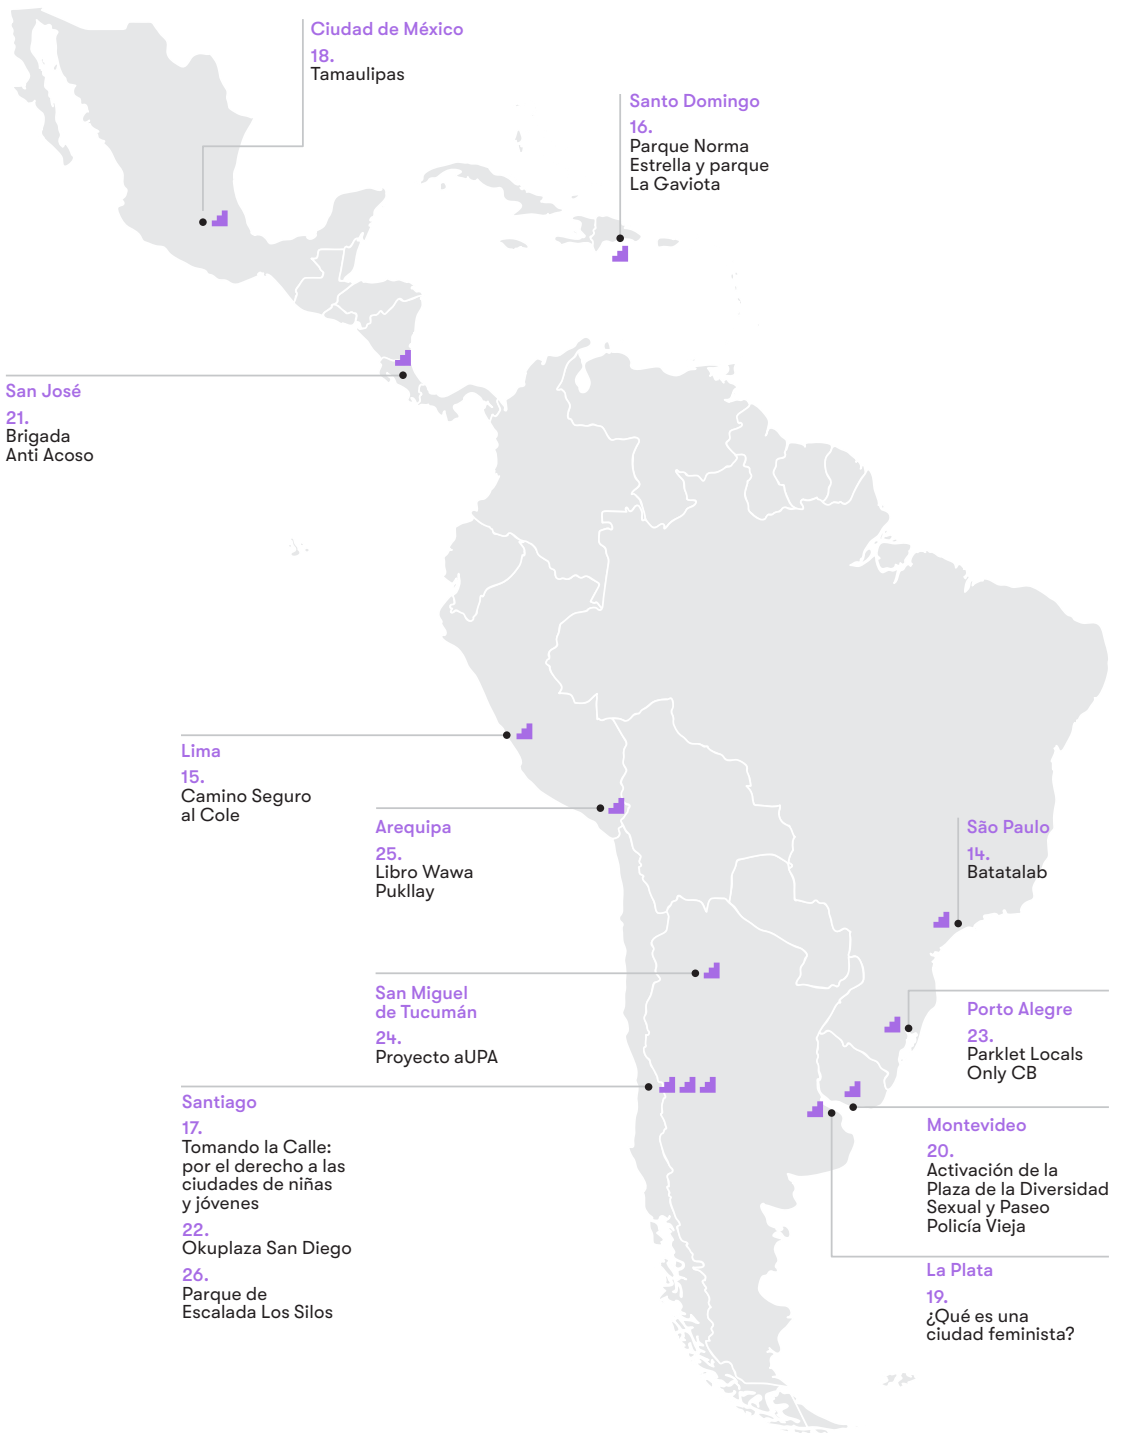 Ciudad de México
18.
Tamaulipas
Santo Domingo
16.
Parque Norma
Estrella y parque
La Gaviota
San José
21.
Brigada
Anti Acoso
Lima
15.
Camino Seguro
al Cole
Arequipa
25.
Libro Wawa
Pukllay
São Paulo
14.
Batatalab
San Miguel
de Tucumán
24.
Proyecto aUPA
Porto Alegre
23.
Parklet Locals
Only CB
Santiago
17.
Tomando la Calle:
por el derecho a las
ciudades de niñas
y jóvenes
22.
Okuplaza San Diego
26.
Parque de
Escalada Los Silos
Montevideo
20.
Activación de la
Plaza de la Diversidad
Sexual y Paseo
Policía Vieja
La Plata
19.
¿Qué es una
ciudad feminista?